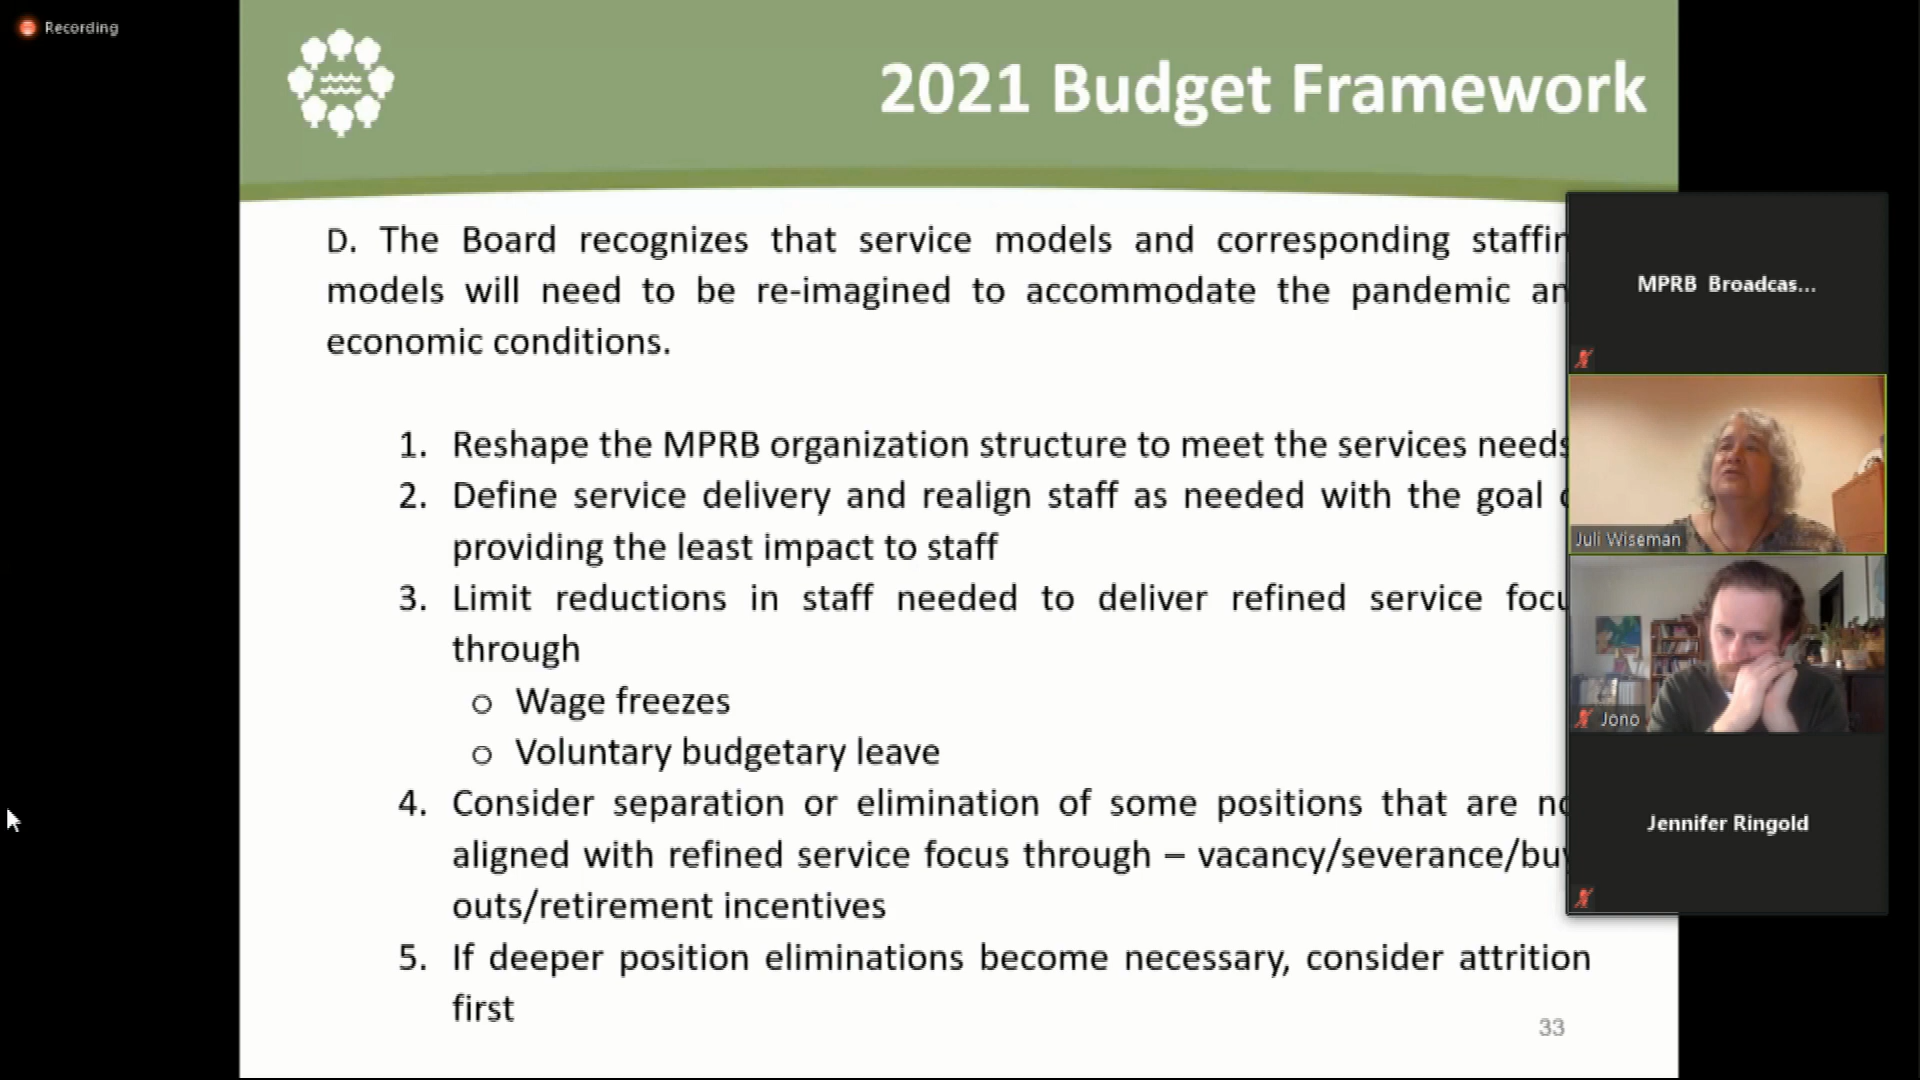 Recording
2021 Budget Framework
D. The Board recognizes that service models and corresponding staffin
models will need to be re-imagined to accommodate the pandemic an
economic conditions.
1. Reshape the MPRB organization structure to meet the services needs
2. Define service delivery and realign staff as needed with the goal
providing the least impact to staff
3. Limit reductions in staff needed to deliver refined service focu
through
o Wage freezes
o Voluntary budgetary leave
4. Consider separation or elimination of some positions that are no
aligned with refined service focus through – vacancy/severance/buy
outs/retirement incentives
5. If deeper position eliminations become necessary, consider attrition
first
33
MPRB Broadcas...
Juli Wiseman
Jono
Jennifer Ringold